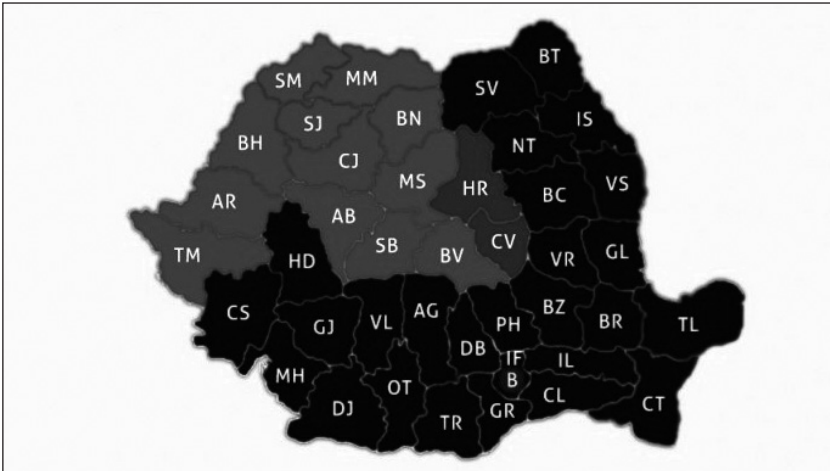 BT
SM
MM
SV
SJ
BN
IS
BH
NT
CJ
MS
HR
BC
VS
AR
AB
SB
BV
CV
TM
HD
VR
GL
CS
GJ
VL
AG
PH
BZ
BR
TL
DB
IF
IL
MH
B
OT
CL
CT
DJ
TR
GR